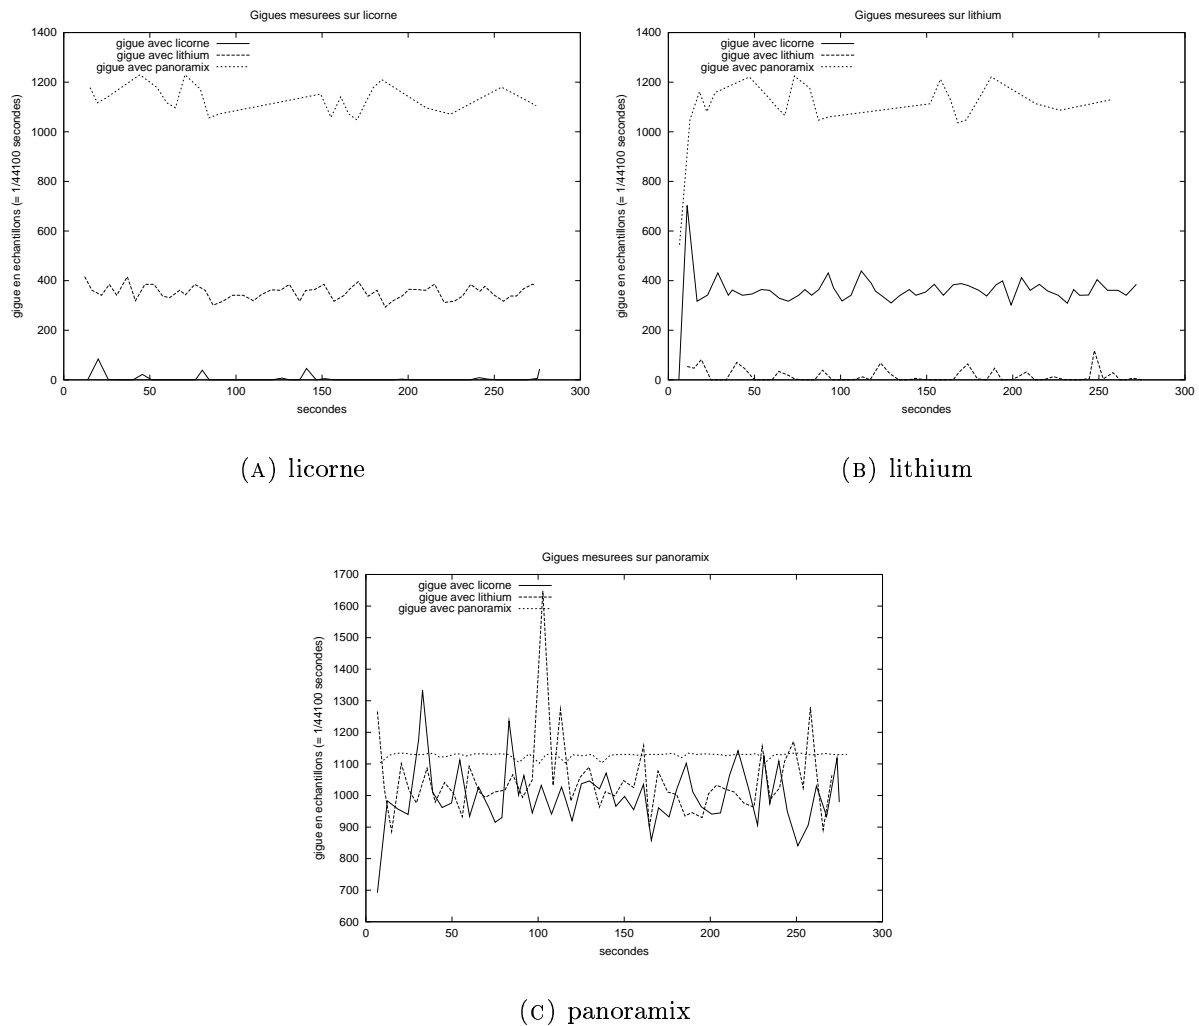 Gigues mesurees sur licorne
gigue en echantillons (= 1/44100 secondes)
1400
1200
1000
800
600
400
200
0
gigue avec licorne
gigue avec lithium
gigue avec panoramix
0 50 100 150 200 250 300
secondes
(A) licorne
Gigues mesurees sur lithium
gigue en echantillons (= 1/44100 secondes)
1400
1200
1000
800
600
400
200
0
gigue avec licorne
gigue avec lithium
gigue avec panoramix
0 50 100 150 200 250 300
secondes
(B) lithium
Gigues mesurees sur panoramix
gigue en echantillons (= 1/44100 secondes)
1700
1600
1500
1400
1300
1200
1100
1000
900
800
700
600
gigue avec licorne
gigue avec lithium
gigue avec panoramix
0 50 100 150 200 250 300
secondes
(C) panoramix